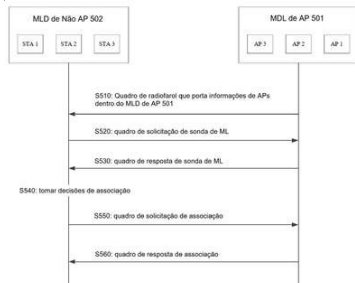 MLD de Não AP 502
MDL de AP 501
STA 1
STA 2
STA 3
AP 3
AP 2
AP 1
S510: Quadro de radiofarol que porta informações de APs
dentro do MLD de AP 501
S520: quadro de solicitação de sonda de ML
S530: quadro de resposta de sonda de ML
S540: tomar decisões de associação
S550: quadro de solicitação de associação
S560: quadro de resposta de associação